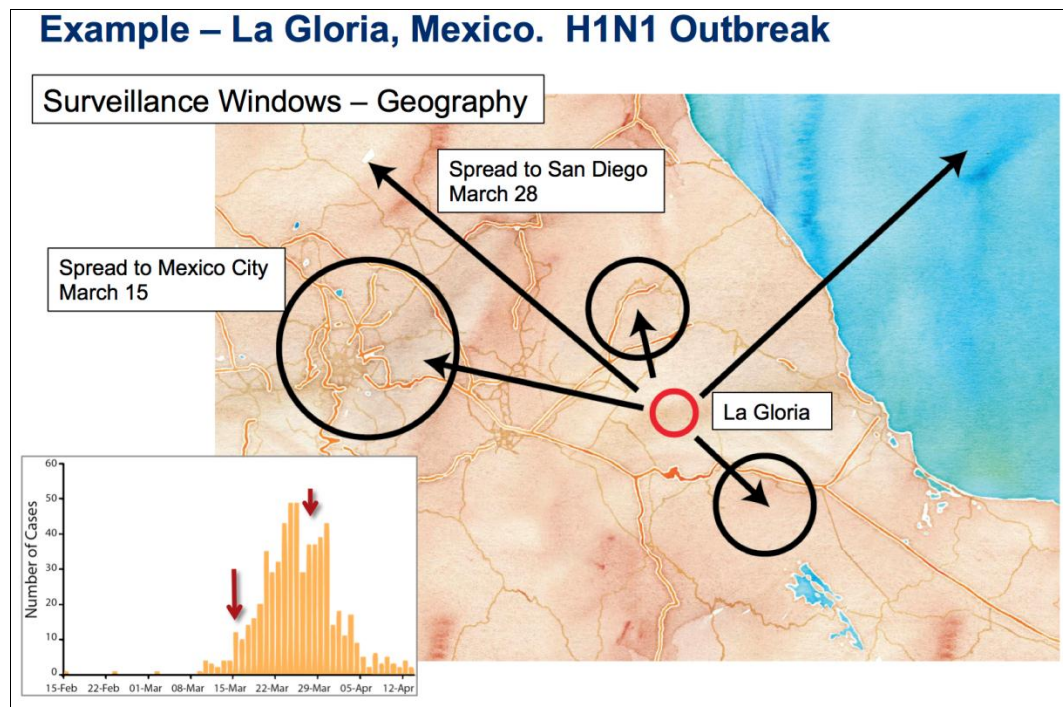 Example – La Gloria, Mexico.  H1N1 Outbreak
Surveillance Windows – Geography
Spread to San Diego
March 28
Spread to Mexico City
March 15
La Gloria
Number of Cases
60
50
40
30
20
10
0
15-Feb 22-Feb 01-Mar 08-Mar 15-Mar 22-Mar 29-Mar 05-Apr 12-Apr